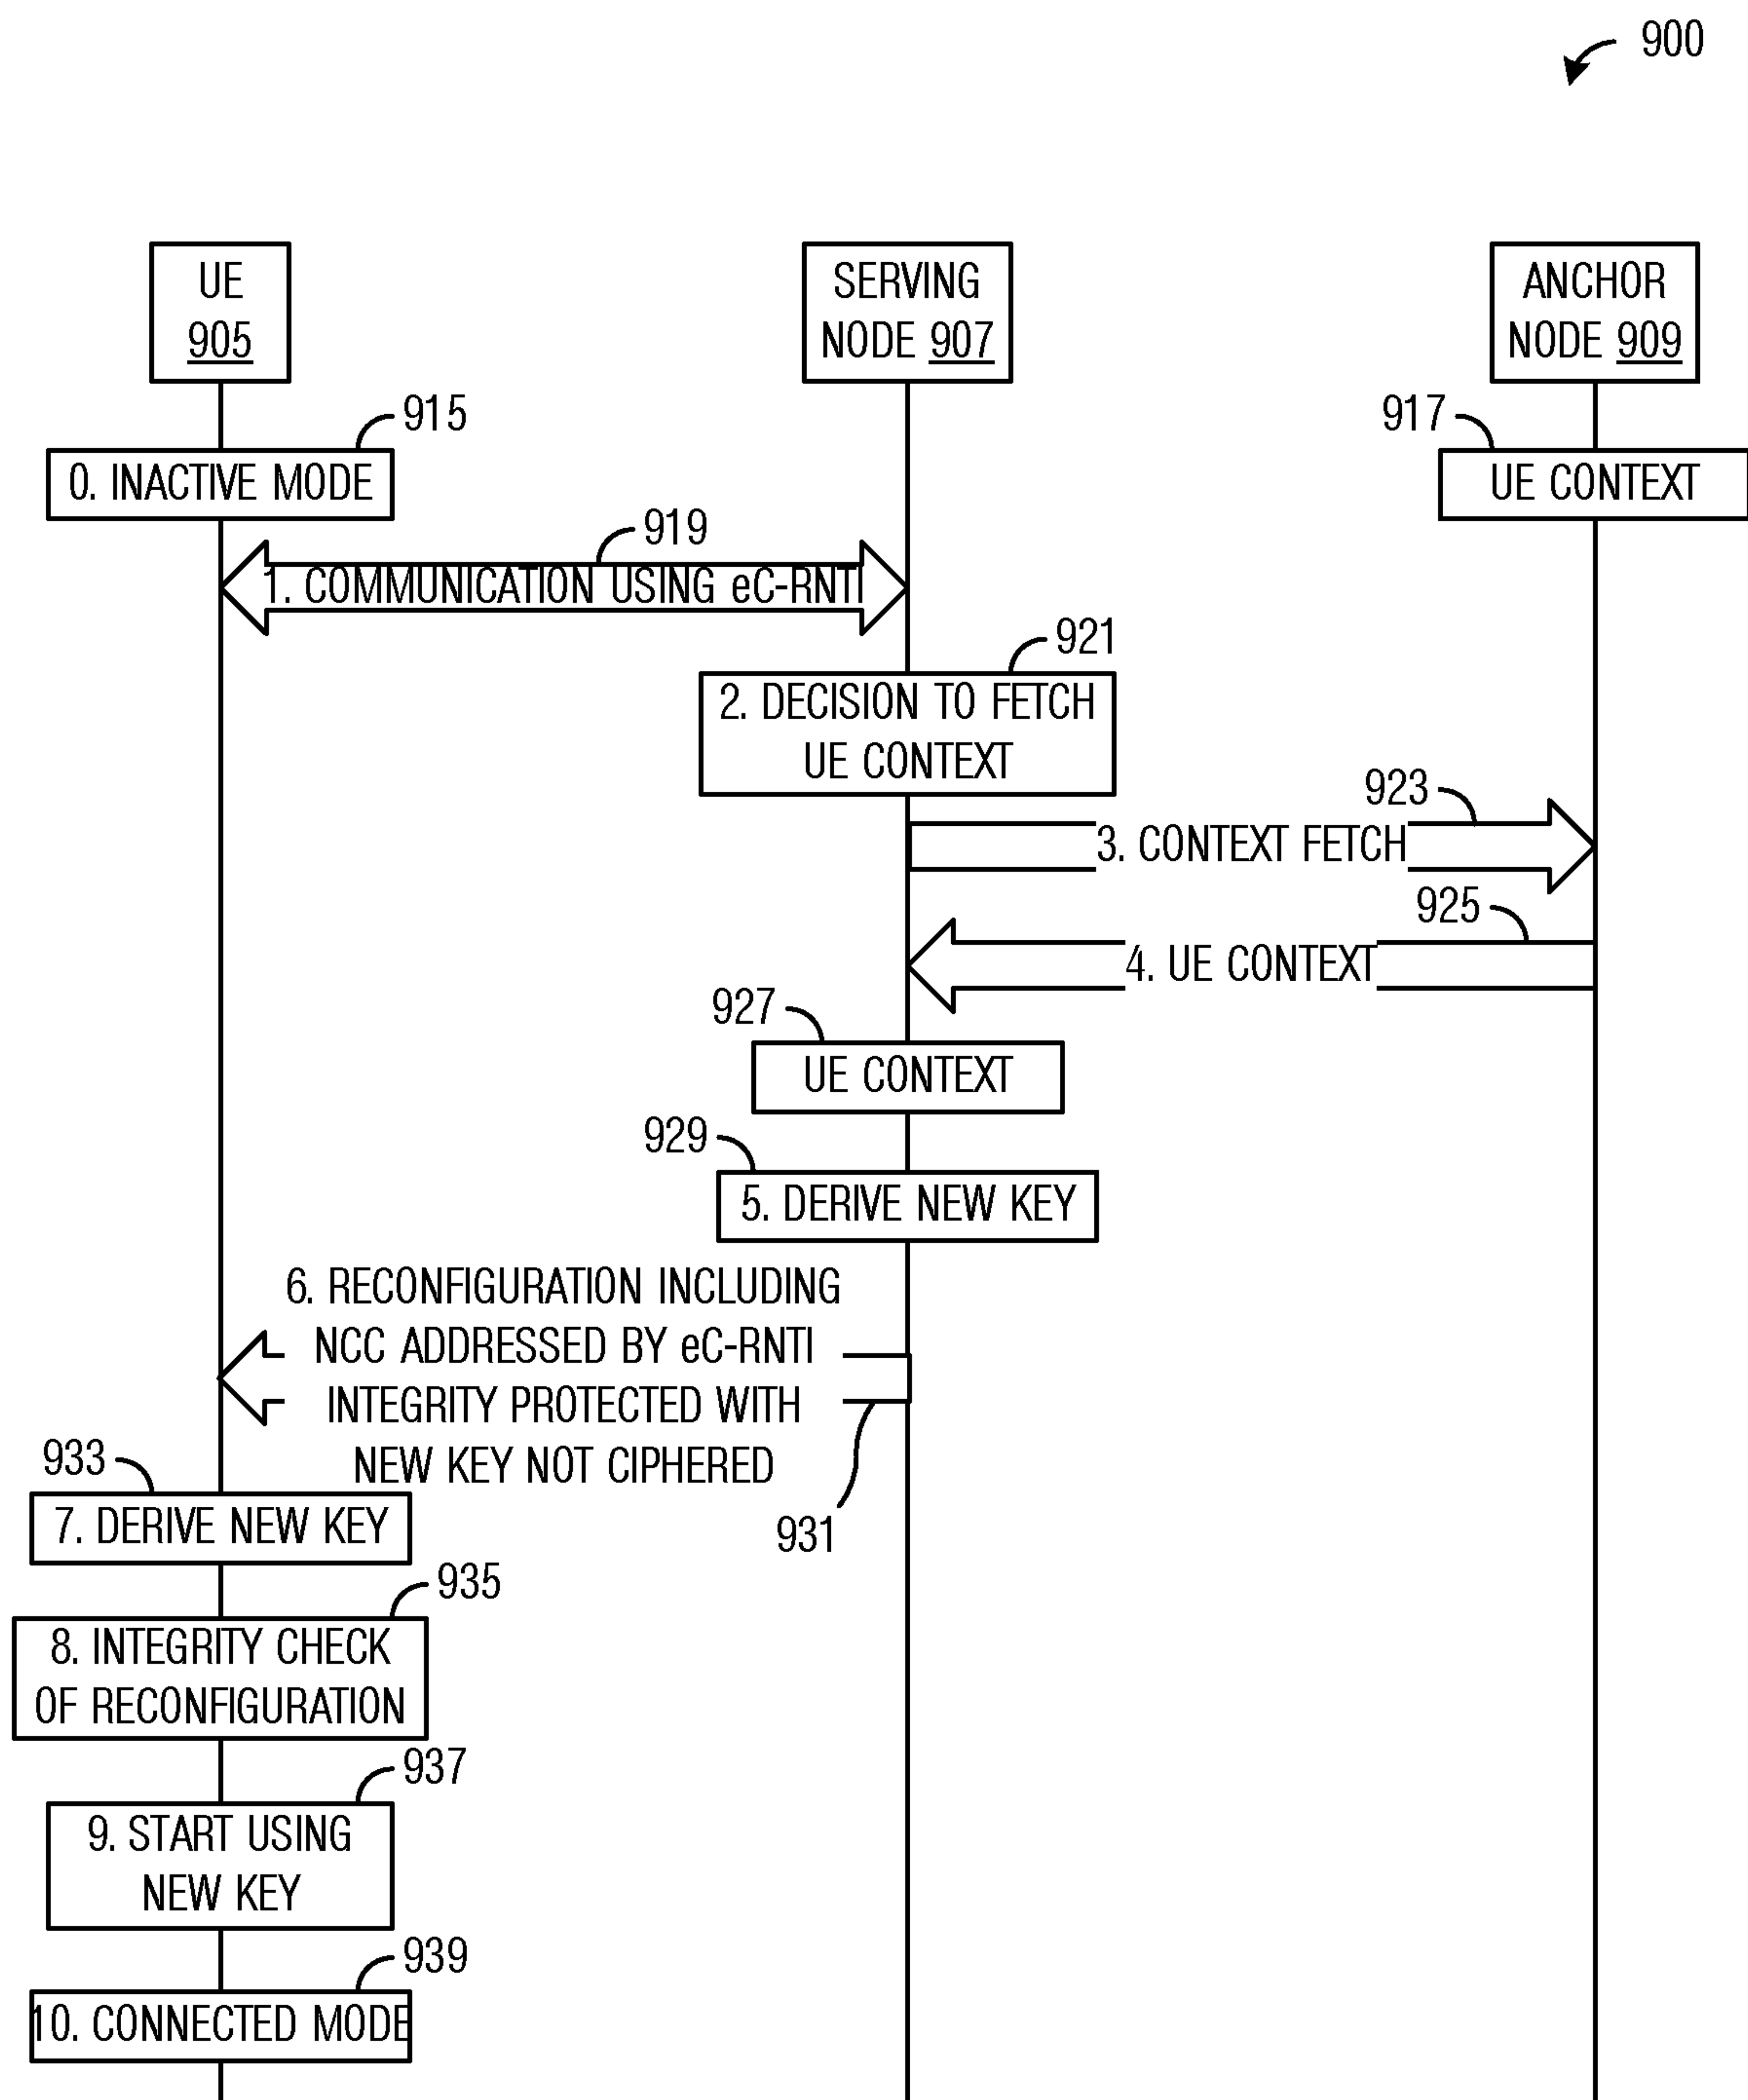 900
UE
905
SERVING
NODE 907
ANCHOR
NODE 909
915
917
0. INACTIVE MODE
UE CONTEXT
919
1. COMMUNICATION USING eC-RNTI
921
2. DECISION TO FETCH
UE CONTEXT
923
3. CONTEXT FETCH
925
4. UE CONTEXT
927
UE CONTEXT
929
5. DERIVE NEW KEY
6. RECONFIGURATION INCLUDING
NCC ADDRESSED BY eC-RNTI
INTEGRITY PROTECTED WITH
NEW KEY NOT CIPHERED
931
933
7. DERIVE NEW KEY
935
8. INTEGRITY CHECK
OF RECONFIGURATION
937
9. START USING
NEW KEY
939
10. CONNECTED MODE